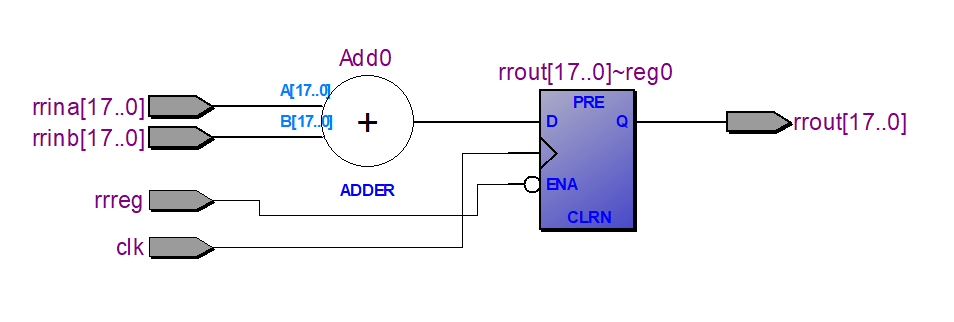 Add0
rrout[17..0]~reg0
A[17..0]
rrina[17..0]
PRE
B[17..0]
D
Q
rrout[17..0]
rrinb[17..0]
+
ENA
ADDER
rrreg
CLRN
clk